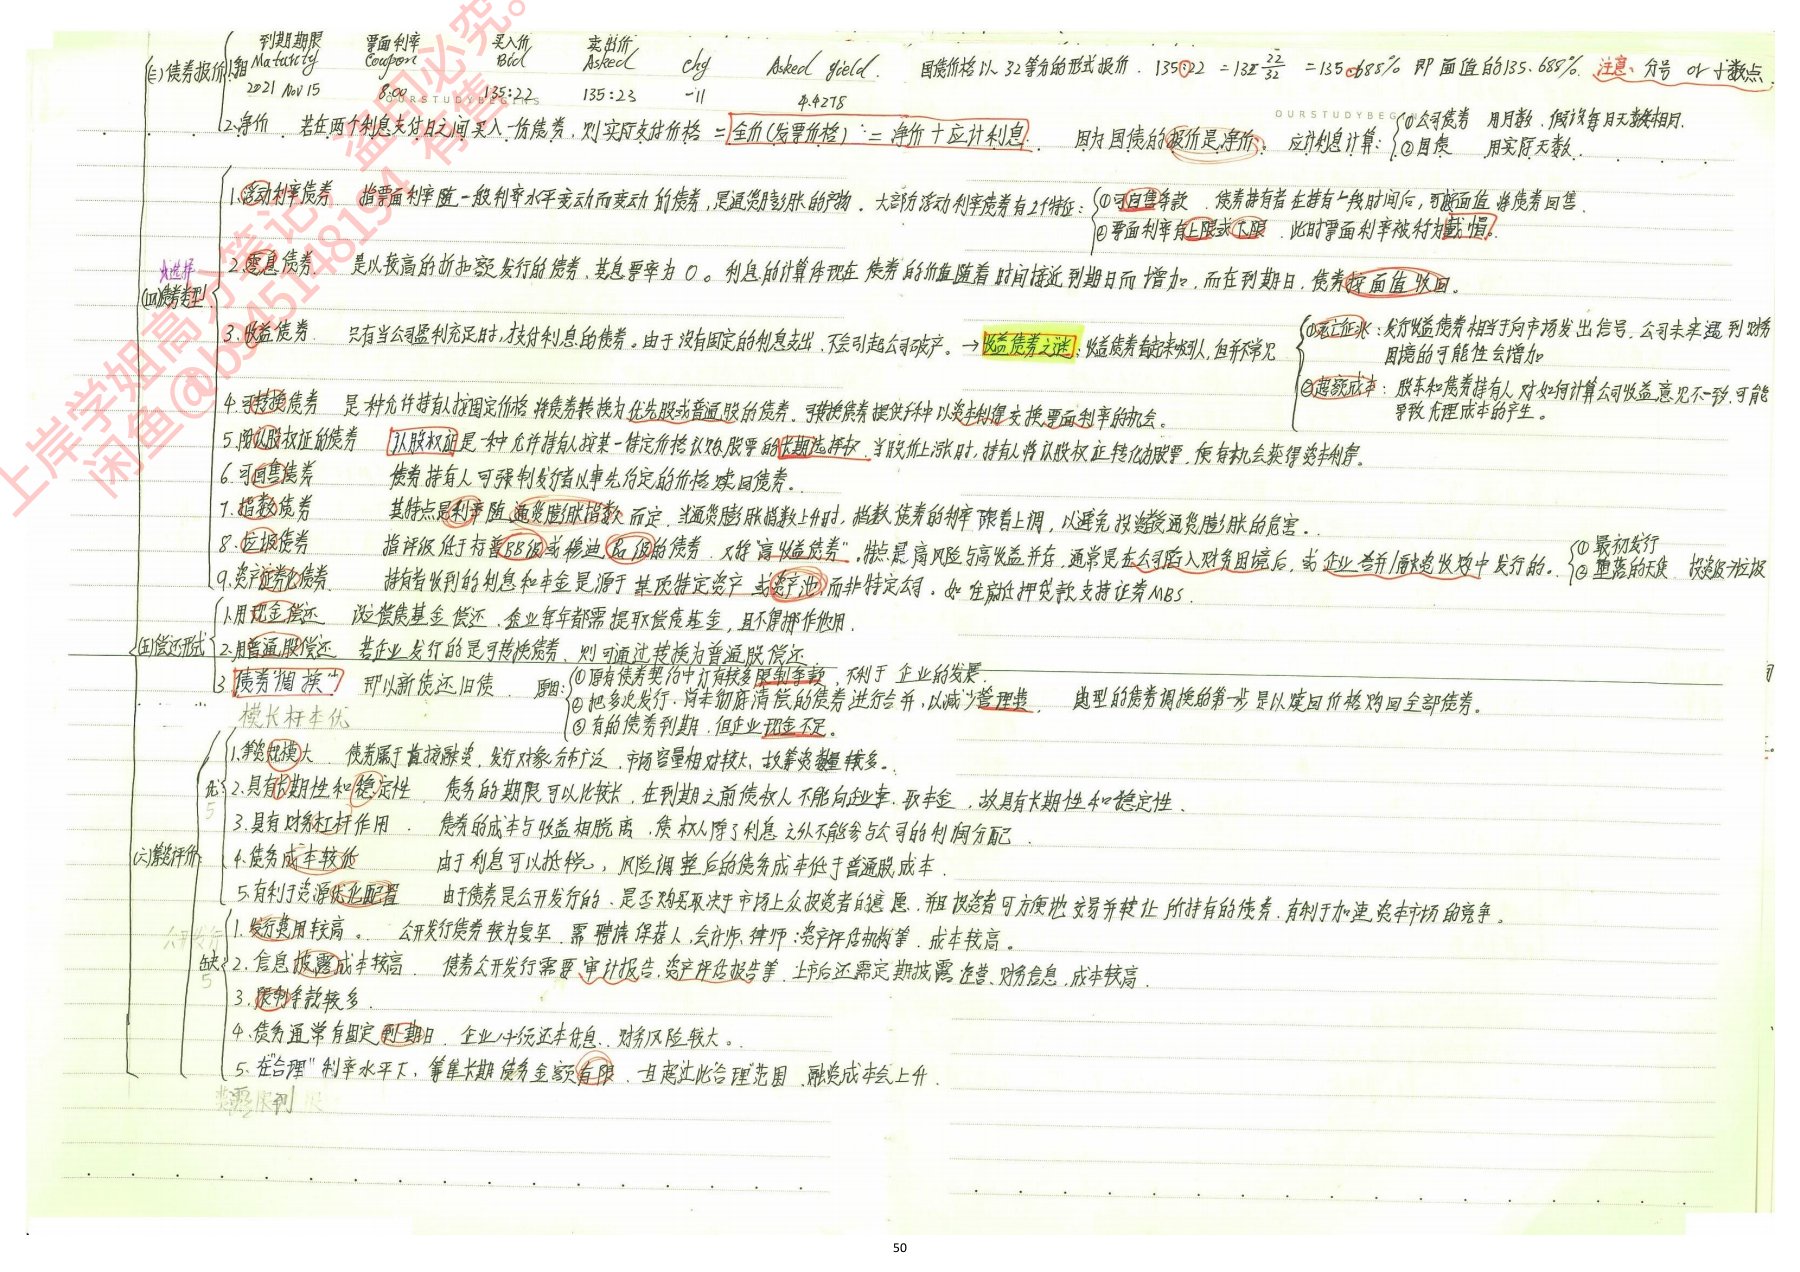 到期期限 票面利率 买入价 卖出价
(三)债券报价 1.  Maturity Coupon Bid Asked chg Asked yield. 国债价格以32等分的形式报价. 135:22 = 135 22/32 = 135.685% 即面值的135.685%. 注意: 分号 or 小数点.
2021 Nov 15 8.00 135:22 135:23 -11 4.4278
OURSTUDYBEGINS
OURSTUDYBEGIN
2.净价 若在两个利息支付日之间买入一份债券,则实际支付价格 = 全价(发票价格) = 净价 + 应计利息. 因为国债的报价是净价。 应计利息计算: ①公司债券 用月数. 假设每月天数相同.
②国债 用实际天数.
(四)债券类型
1.浮动利率债券 指票面利率随一般利率水平变动而变动的债券,是通货膨胀的产物. 大部分浮动利率债券有2个特征: ①可回售条款. 债券持有者在持有一段时间后,可按面值将债券回售.
②票面利率有上限或下限. 此时票面利率被称为戴帽.
2.零息债券. 是以较高的折扣额发行的债券,其息票率为0。利息的计算体现在债券的价值随着时间接近到期日而增加,而在到期日,债券按面值收回。
3.收益债券. 只有当公司盈利充足时,才支付利息的债券。由于没有固定的利息支出,不会引起公司破产。→收益债券之谜: 收益债券看起来吸引人,但并不常见
①死亡征兆: 发行收益债券相当于向市场发出信号,公司未来遇到财务
困境的可能性会增加
②代理成本: 股东和债券持有人对如何计算公司收益意见不一致,可能
导致代理成本的产生。
4.可转换债券 是一种允许持有人按固定价格将债券转换为优先股或普通股的债券. 可转换债券提供了一种以资本利得交换票面利率的机会。
5.附认股权证的债券 认股权证是一种允许持有人按某一特定价格认购股票的长期选择权. 当股价上涨时,持有人将认股权证转化为股票,便有机会获得资本利得。
6.可回售债券 债券持有人可强制发行者以事先约定的价格赎回债券。
7.指数债券 其特点是利率随通货膨胀指数而定,当通货膨胀指数上升时,指数债券的利率跟着上调,以避免投资者受通货膨胀的危害。
8.垃圾债券 指评级低于标普BB级或穆迪Ba级的债券. 又称"高收益债券"。特点是高风险与高收益并存,通常是在公司陷入财务困境后,或企业合并/杠杆收购中发行的。 ①最初发行
②堕落的天使 投资级→垃圾
9.资产证券化债券. 持有者收到的利息和本金是源于某项特定资产或资产池,而非特定公司。如住房抵押贷款支持证券MBS.
(五)偿还形式
1.用现金偿还 设立偿债基金偿还. 企业每年都需提取偿债基金,且不得挪作他用.
2.用普通股偿还 若企业发行的是可转换债券,则可通过转换为普通股偿还
3.债券"调换" 即以新债还旧债. 原因: ①原有债券契约中订有较多限制条款,不利于企业的发展.
②把多次发行、尚未彻底清偿的债券进行合并,以减少管理费. 典型的债券调换的第一步是以赎回价格购回全部债券。
③有的债券到期,但企业现金不足。
模长杆本优
(六)筹资评价
优5
1.筹资规模大. 债券属于直接融资,发行对象分布广泛,市场容量相对较大,故筹资数量较多。
2.具有长期性和稳定性. 债务的期限可以比较长,在到期之前债权人不能向企业拿取本金,故具有长期性和稳定性.
3.具有财务杠杆作用. 债券的成本与收益相脱离,债权人除了利息之外不能参与公司的利润分配.
4.债务成本较低 由于利息可以抵税,风险调整后的债务成本低于普通股成本.
5.有利于资源优化配置 由于债券是公开发行的,是否购买取决于市场上众投资者的意愿,并且投资者可方便地交易并转让所持有的债券,有利于加速资本市场的竞争。
公开发行
缺5
1.发行费用较高。 公开发行债券较为复杂,需聘请保荐人、会计师、律师、资产评估机构等,成本较高。
2.信息披露成本较高. 债券公开发行需要审计报告、资产评估报告等,上市后还需定期披露运营、财务信息,成本较高.
3.限制条款较多.
4.债务通常有固定到期日. 企业必须还本付息,财务风险较大。
5.在"合理"利率水平下,筹集长期债务金额有限. 一旦超过此合理范围,融资成本会上升.
上岸学姐高分笔记,盗印必究。
闲鱼@by45148194 有售
50